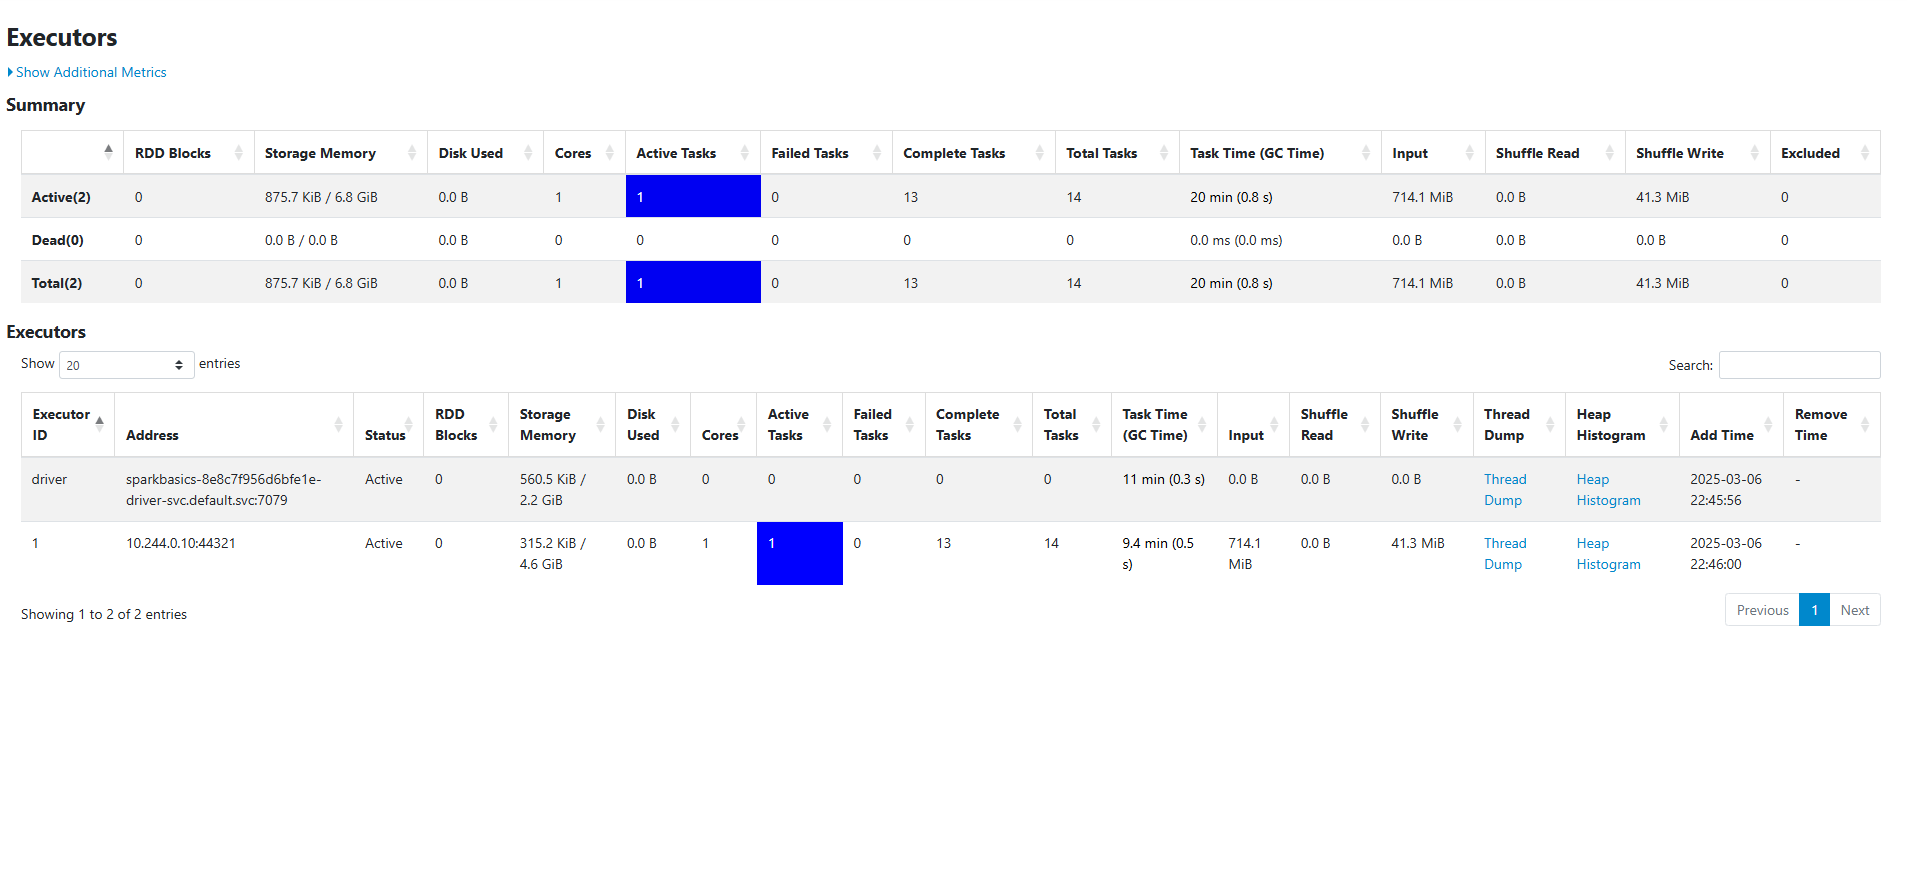 Executors
Show Additional Metrics
Summary
RDD Blocks Storage Memory Disk Used Cores Active Tasks Failed Tasks Complete Tasks Total Tasks Task Time (GC Time) Input Shuffle Read Shuffle Write Excluded
Active(2) 0 875.7 KiB / 6.8 GiB 0.0 B 1 1 0 13 14 20 min (0.8 s) 714.1 MiB 0.0 B 41.3 MiB 0
Dead(0) 0 0.0 B / 0.0 B 0.0 B 0 0 0 0 0 0.0 ms (0.0 ms) 0.0 B 0.0 B 0.0 B 0
Total(2) 0 875.7 KiB / 6.8 GiB 0.0 B 1 1 0 13 14 20 min (0.8 s) 714.1 MiB 0.0 B 41.3 MiB 0
Executors
Show 20 entries Search:
Executor RDD Storage Disk Active Failed Complete Total Task Time Shuffle Shuffle Thread Heap Remove
ID Address Status Blocks Memory Used Cores Tasks Tasks Tasks Tasks (GC Time) Input Read Write Dump Histogram Add Time Time
driver sparkbasics-8e8c7f956d6bfe1e- Active 0 560.5 KiB / 0.0 B 0 0 0 0 0 11 min (0.3 s) 0.0 B 0.0 B 0.0 B Thread Heap 2025-03-06 -
driver-svc.default.svc:7079 2.2 GiB Dump Histogram 22:45:56
1 10.244.0.10:44321 Active 0 315.2 KiB / 0.0 B 1 1 0 13 14 9.4 min (0.5 714.1 0.0 B 41.3 MiB Thread Heap 2025-03-06 -
4.6 GiB s) MiB Dump Histogram 22:46:00
Showing 1 to 2 of 2 entries Previous 1 Next